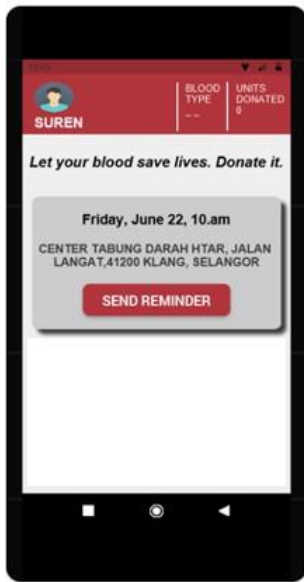 SUREN
BLOOD
TYPE
--
UNITS
DONATED
0
Let your blood save lives. Donate it.
Friday, June 22, 10.am
CENTER TABUNG DARAH HTAR, JALAN
LANGAT,41200 KLANG, SELANGOR
SEND REMINDER